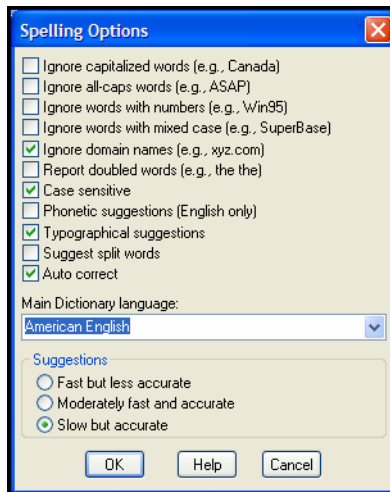 Spelling Options
Ignore capitalized words (e.g., Canada)
Ignore all-caps words (e.g., ASAP)
Ignore words with numbers (e.g., Win95)
Ignore words with mixed case (e.g., SuperBase)
Ignore domain names (e.g., xyz.com)
Report doubled words (e.g., the the)
Case sensitive
Phonetic suggestions (English only)
Typographical suggestions
Suggest split words
Auto correct
Main Dictionary language:
American English
Suggestions
Fast but less accurate
Moderately fast and accurate
Slow but accurate
OK Help Cancel